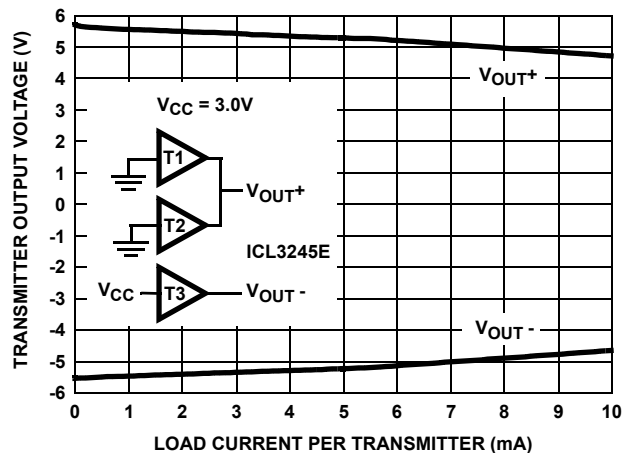 TRANSMITTER OUTPUT VOLTAGE (V)
6
5
4
3
2
1
0
-1
-2
-3
-4
-5
-6
VOUT+
VCC = 3.0V
T1
VOUT+
T2
ICL3245E
VCC
T3
VOUT -
VOUT -
0 1 2 3 4 5 6 7 8 9 10
LOAD CURRENT PER TRANSMITTER (mA)